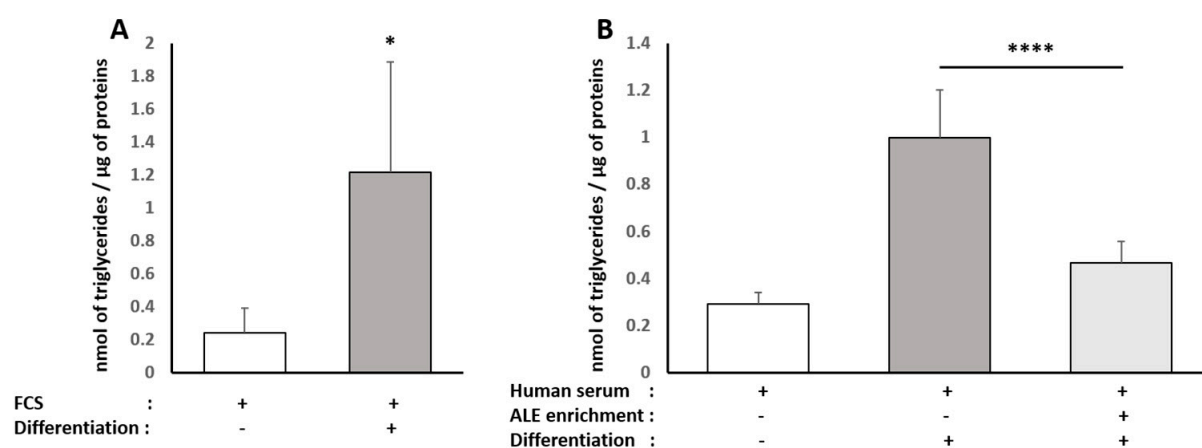 A
*
nmol of triglycerides / µg of proteins
2
1.8
1.6
1.4
1.2
1
0.8
0.6
0.4
0.2
0
FCS : + +
Differentiation : - +
B
****
nmol of triglycerides / µg of proteins
1.4
1.2
1
0.8
0.6
0.4
0.2
0
Human serum : + + +
ALE enrichment : - - +
Differentiation : - + +